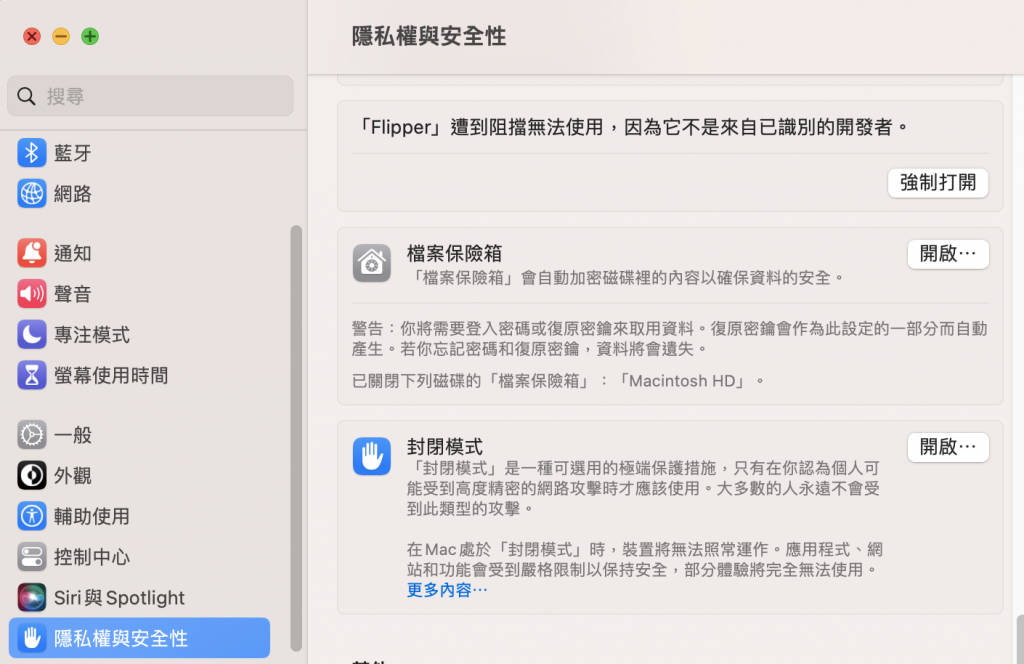 隱私權與安全性
搜尋
藍牙
網路
通知
聲音
專注模式
螢幕使用時間
一般
外觀
輔助使用
控制中心
Siri與Spotlight
隱私權與安全性
「Flipper」遭到阻擋無法使用，因為它不是來自已識別的開發者。
強制打開
檔案保險箱
開啟⋯
「檔案保險箱」會自動加密磁碟裡的內容以確保資料的安全。
警告：你將需要登入密碼或復原密鑰來取用資料。復原密鑰會作為此設定的一部分而自動
產生。若你忘記密碼和復原密鑰，資料將會遺失。
已關閉下列磁碟的「檔案保險箱」：「Macintosh HD」。
封閉模式
開啟⋯
「封閉模式」是一種可選用的極端保護措施，只有在你認為個人可
能受到高度精密的網路攻擊時才應該使用。大多數的人永遠不會受
到此類型的攻擊。
在Mac處於「封閉模式」時，裝置將無法照常運作。應用程式、網
站和功能會受到嚴格限制以保持安全，部分體驗將完全無法使用。
更多內容⋯